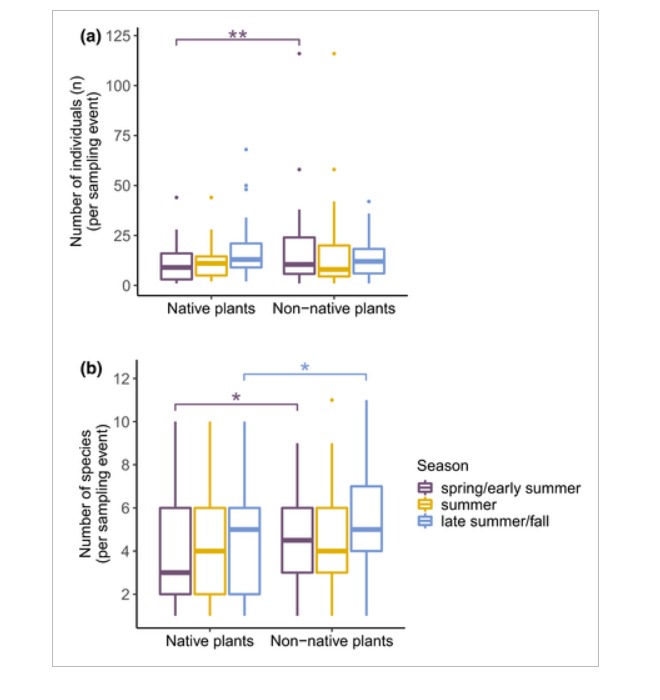 (a)
**
125
100
75
50
25
0
Number of individuals (n)
(per sampling event)
Native plants Non−native plants
(b)
*
*
12
10
8
6
4
2
Number of species
(per sampling event)
Native plants Non−native plants
Season
spring/early summer
summer
late summer/fall